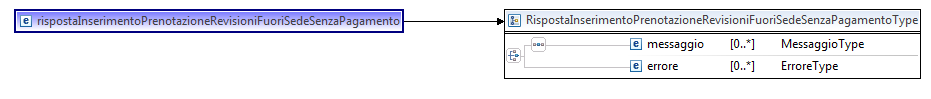 e rispostaInserimentoPrenotazioneRevisioniFuoriSedeSenzaPagamento
RispostaInserimentoPrenotazioneRevisioniFuoriSedeSenzaPagamentoType
e messaggio [0..*] MessaggioType
e errore [0..*] ErroreType